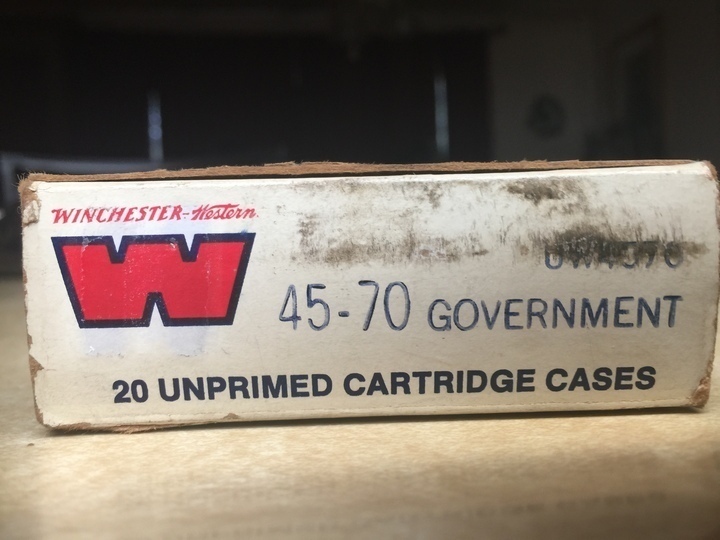 WINCHESTER-Western
W
45-70 GOVERNMENT
20 UNPRIMED CARTRIDGE CASES